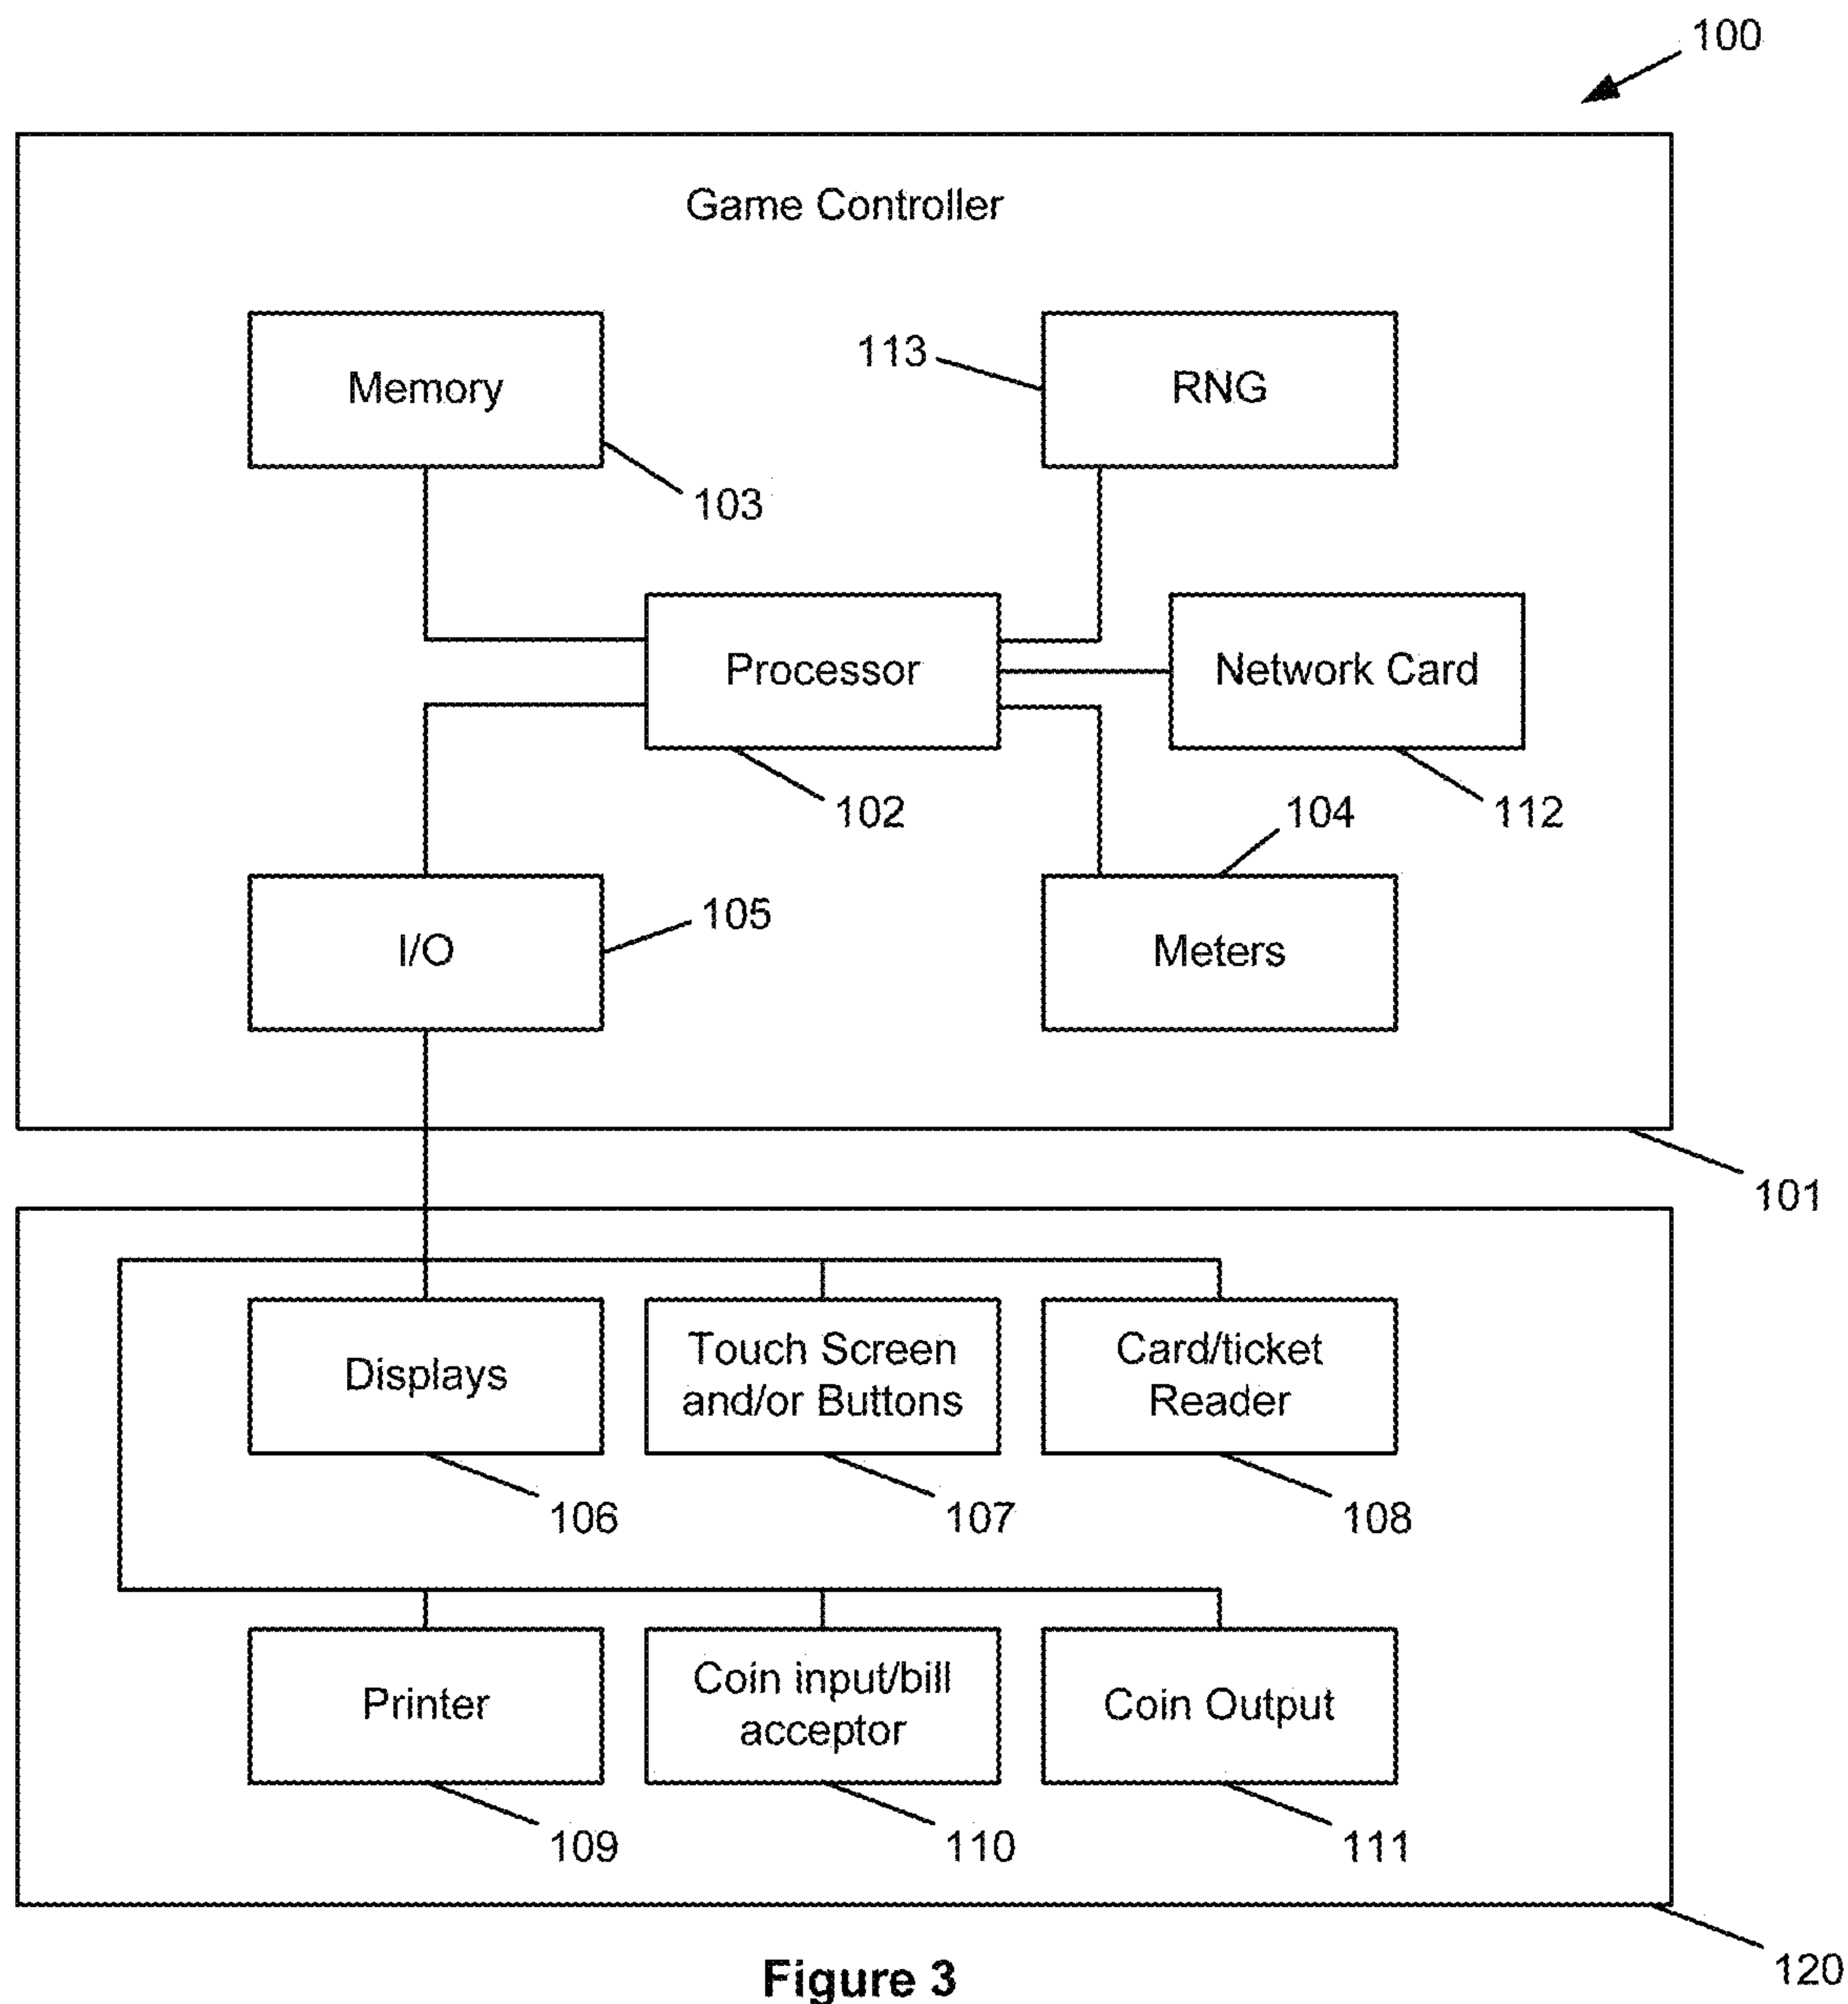 100
Game Controller
Memory
113
RNG
103
Processor
Network Card
102
104
112
I/O
105
Meters
101
Displays
Touch Screen
and/or Buttons
Card/ticket
Reader
106
107
108
Printer
Coin input/bill
acceptor
Coin Output
109
110
111
120
Figure 3